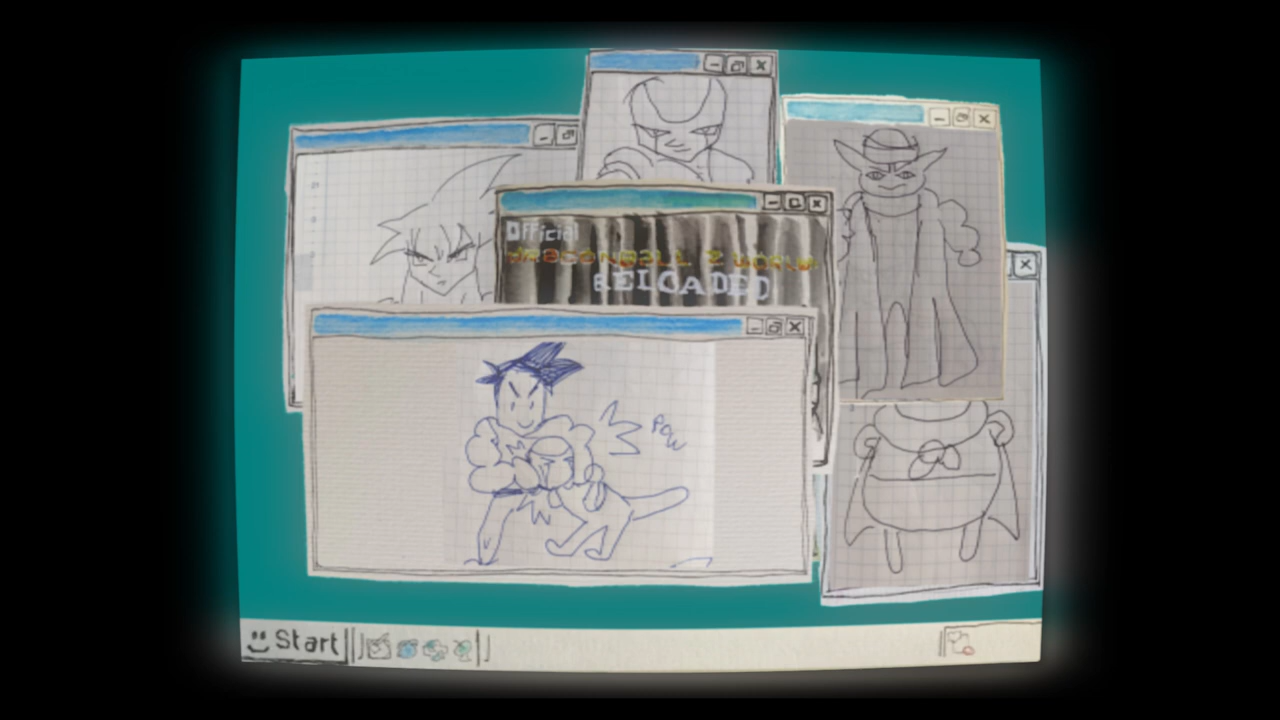 Official
DRAGONBALL Z WORLD
RELOADED
POW
Start